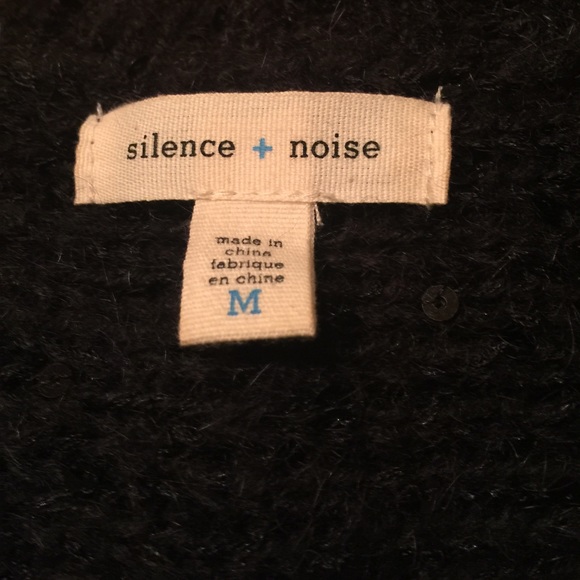 silence + noise
made in
china
fabrique
en chine
M